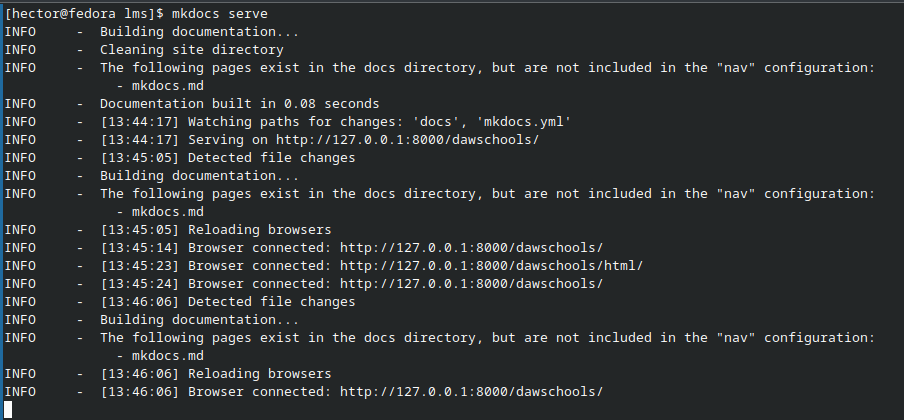 [hector@fedora lms]$ mkdocs serve
INFO     -  Building documentation...
INFO     -  Cleaning site directory
INFO     -  The following pages exist in the docs directory, but are not included in the "nav" configuration:
              - mkdocs.md
INFO     -  Documentation built in 0.08 seconds
INFO     -  [13:44:17] Watching paths for changes: 'docs', 'mkdocs.yml'
INFO     -  [13:44:17] Serving on http://127.0.0.1:8000/dawschools/
INFO     -  [13:45:05] Detected file changes
INFO     -  Building documentation...
INFO     -  The following pages exist in the docs directory, but are not included in the "nav" configuration:
              - mkdocs.md
INFO     -  [13:45:05] Reloading browsers
INFO     -  [13:45:14] Browser connected: http://127.0.0.1:8000/dawschools/
INFO     -  [13:45:23] Browser connected: http://127.0.0.1:8000/dawschools/html/
INFO     -  [13:45:24] Browser connected: http://127.0.0.1:8000/dawschools/
INFO     -  [13:46:06] Detected file changes
INFO     -  Building documentation...
INFO     -  The following pages exist in the docs directory, but are not included in the "nav" configuration:
              - mkdocs.md
INFO     -  [13:46:06] Reloading browsers
INFO     -  [13:46:06] Browser connected: http://127.0.0.1:8000/dawschools/